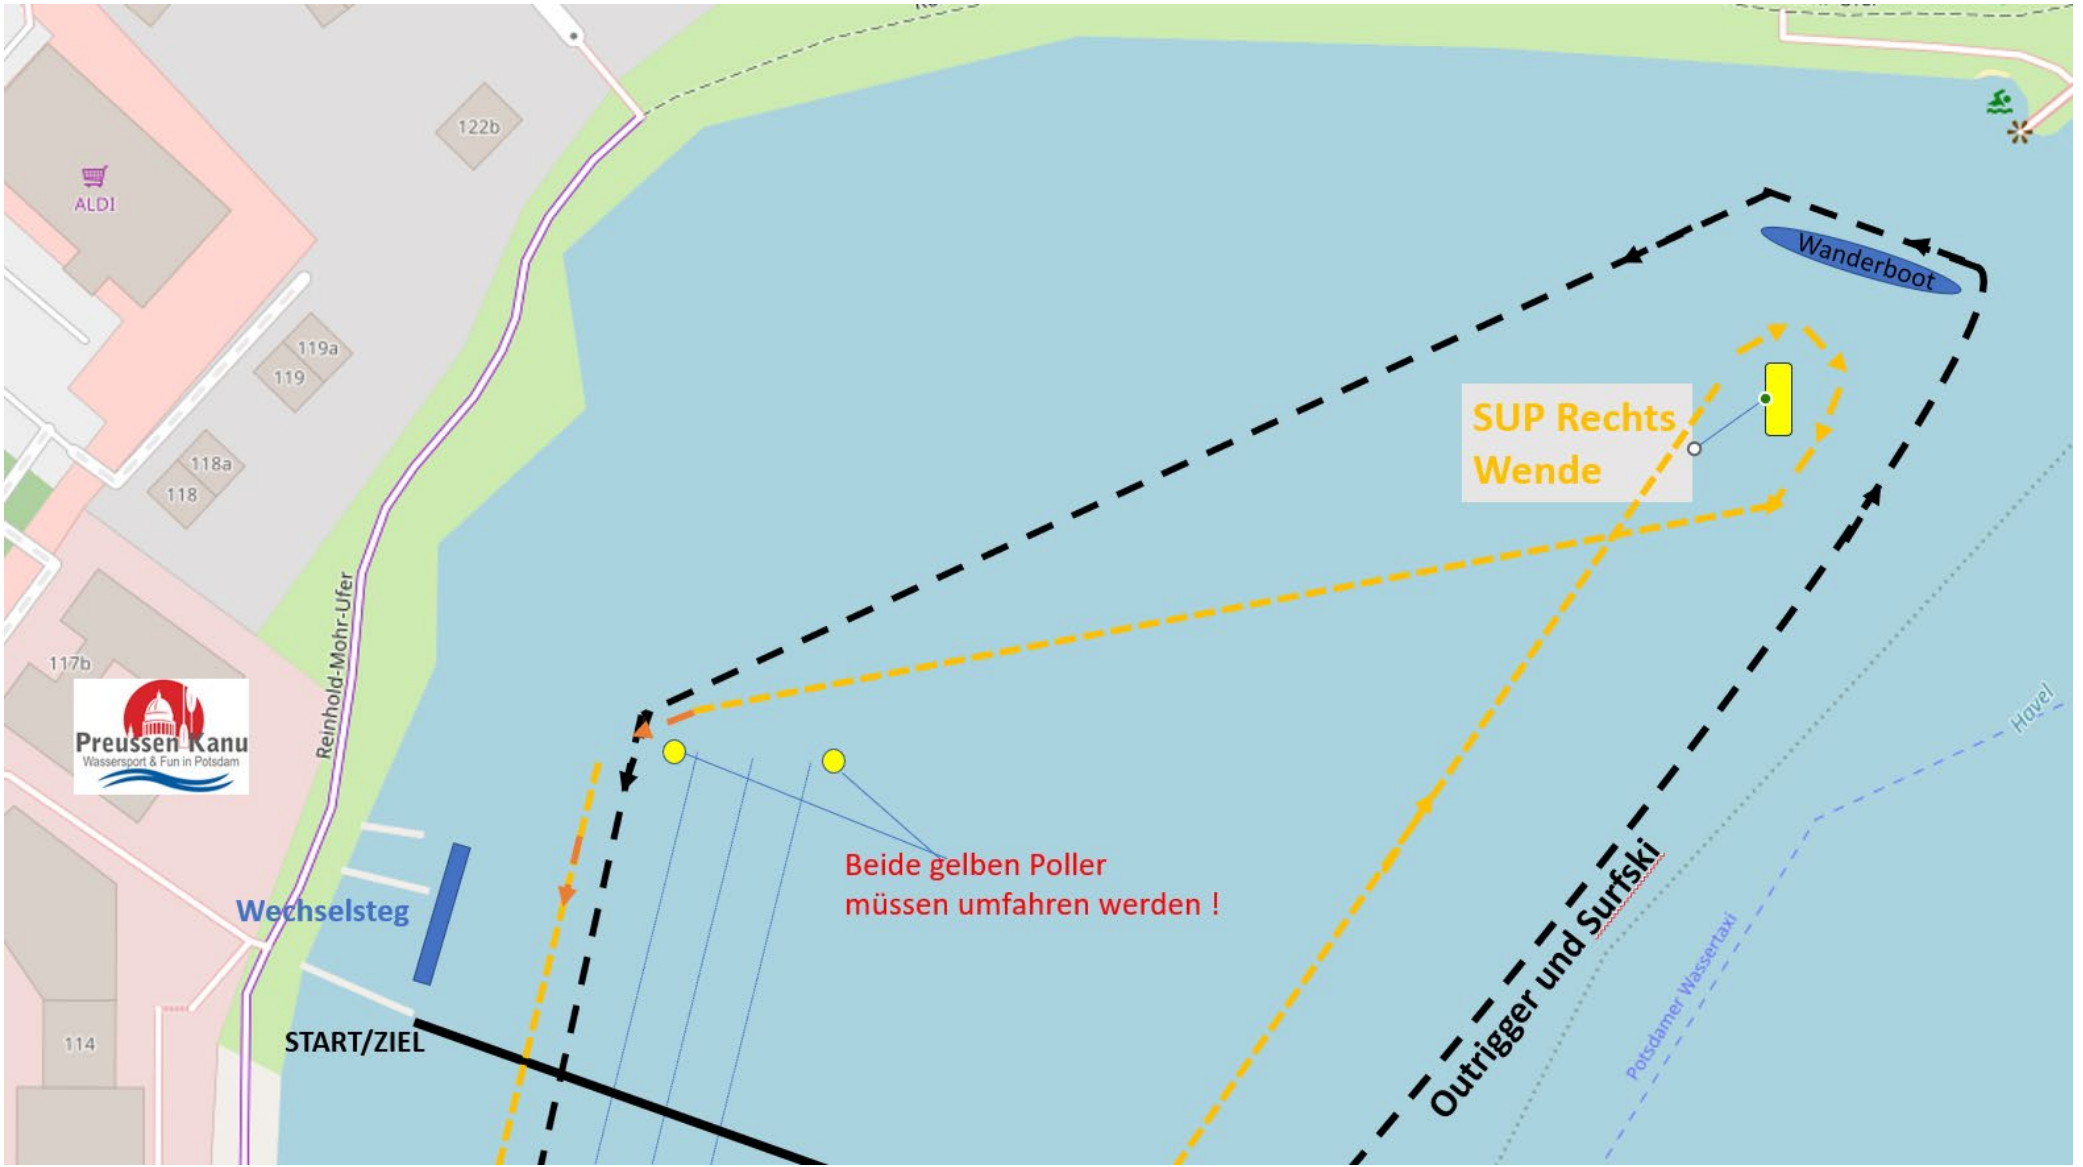 122b
ALDI
119a
119
118a
118
117b
Reinhold-Mohr-Ufer
Preussen Kanu
Wassersport & Fun in Potsdam
Wechselsteg
START/ZIEL
114
Wanderboot
SUP Rechts
Wende
Beide gelben Poller
müssen umfahren werden !
Outrigger und Surfski
Havel
Potsdamer Wassertaxi